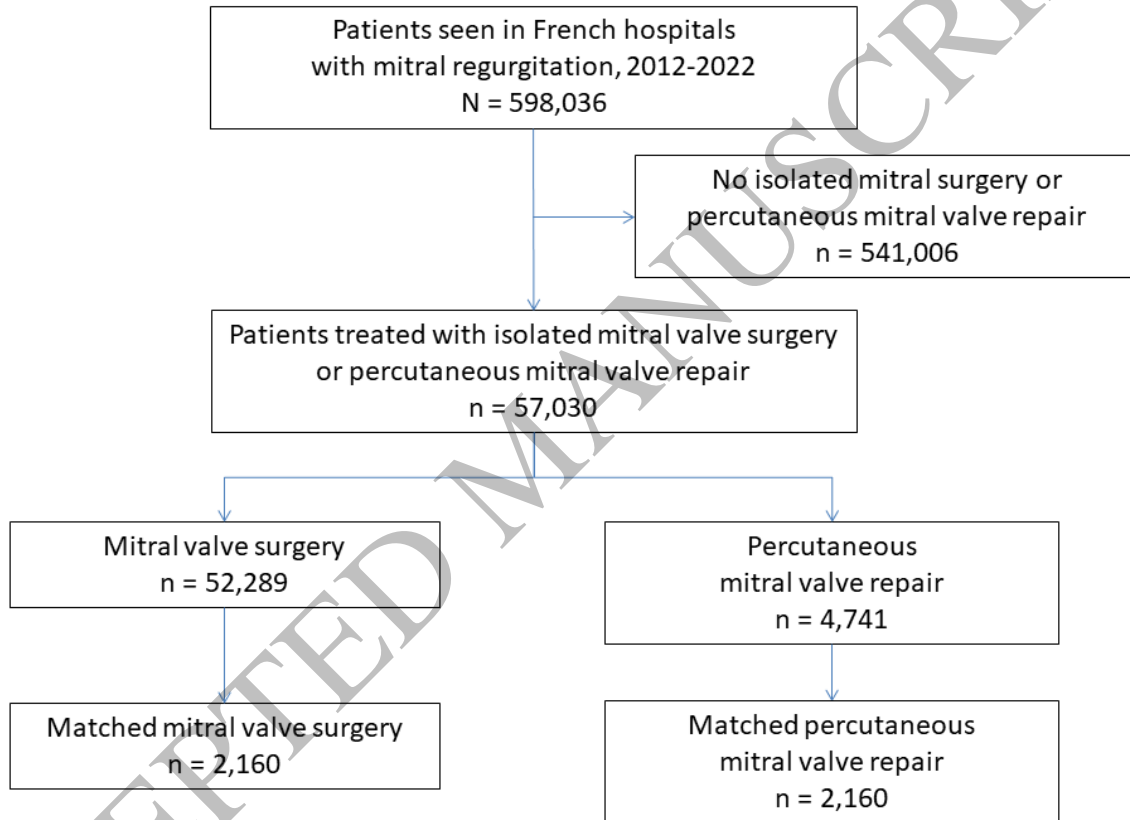 Patients seen in French hospitals
with mitral regurgitation, 2012-2022
N = 598,036
No isolated mitral surgery or
percutaneous mitral valve repair
n = 541,006
Patients treated with isolated mitral valve surgery
or percutaneous mitral valve repair
n = 57,030
Mitral valve surgery
n = 52,289
Percutaneous
mitral valve repair
n = 4,741
Matched mitral valve surgery
n = 2,160
Matched percutaneous
mitral valve repair
n = 2,160
EPTED MANUSCRI